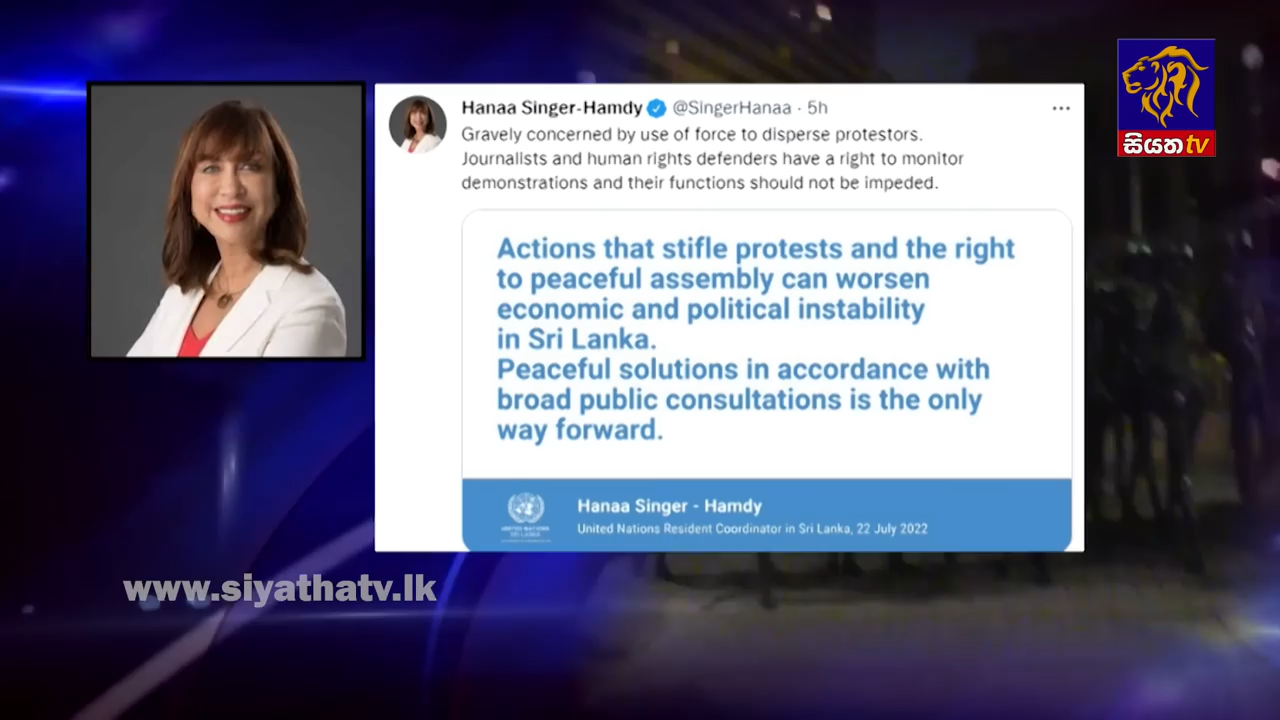 සියත tv
Hanaa Singer-Hamdy @SingerHanaa · 5h ...
Gravely concerned by use of force to disperse protestors.
Journalists and human rights defenders have a right to monitor
demonstrations and their functions should not be impeded.
Actions that stifle protests and the right
to peaceful assembly can worsen
economic and political instability
in Sri Lanka.
Peaceful solutions in accordance with
broad public consultations is the only
way forward.
UNITED NATIONS
SRI LANKA
Hanaa Singer - Hamdy
United Nations Resident Coordinator in Sri Lanka, 22 July 2022
www.siyathatv.lk